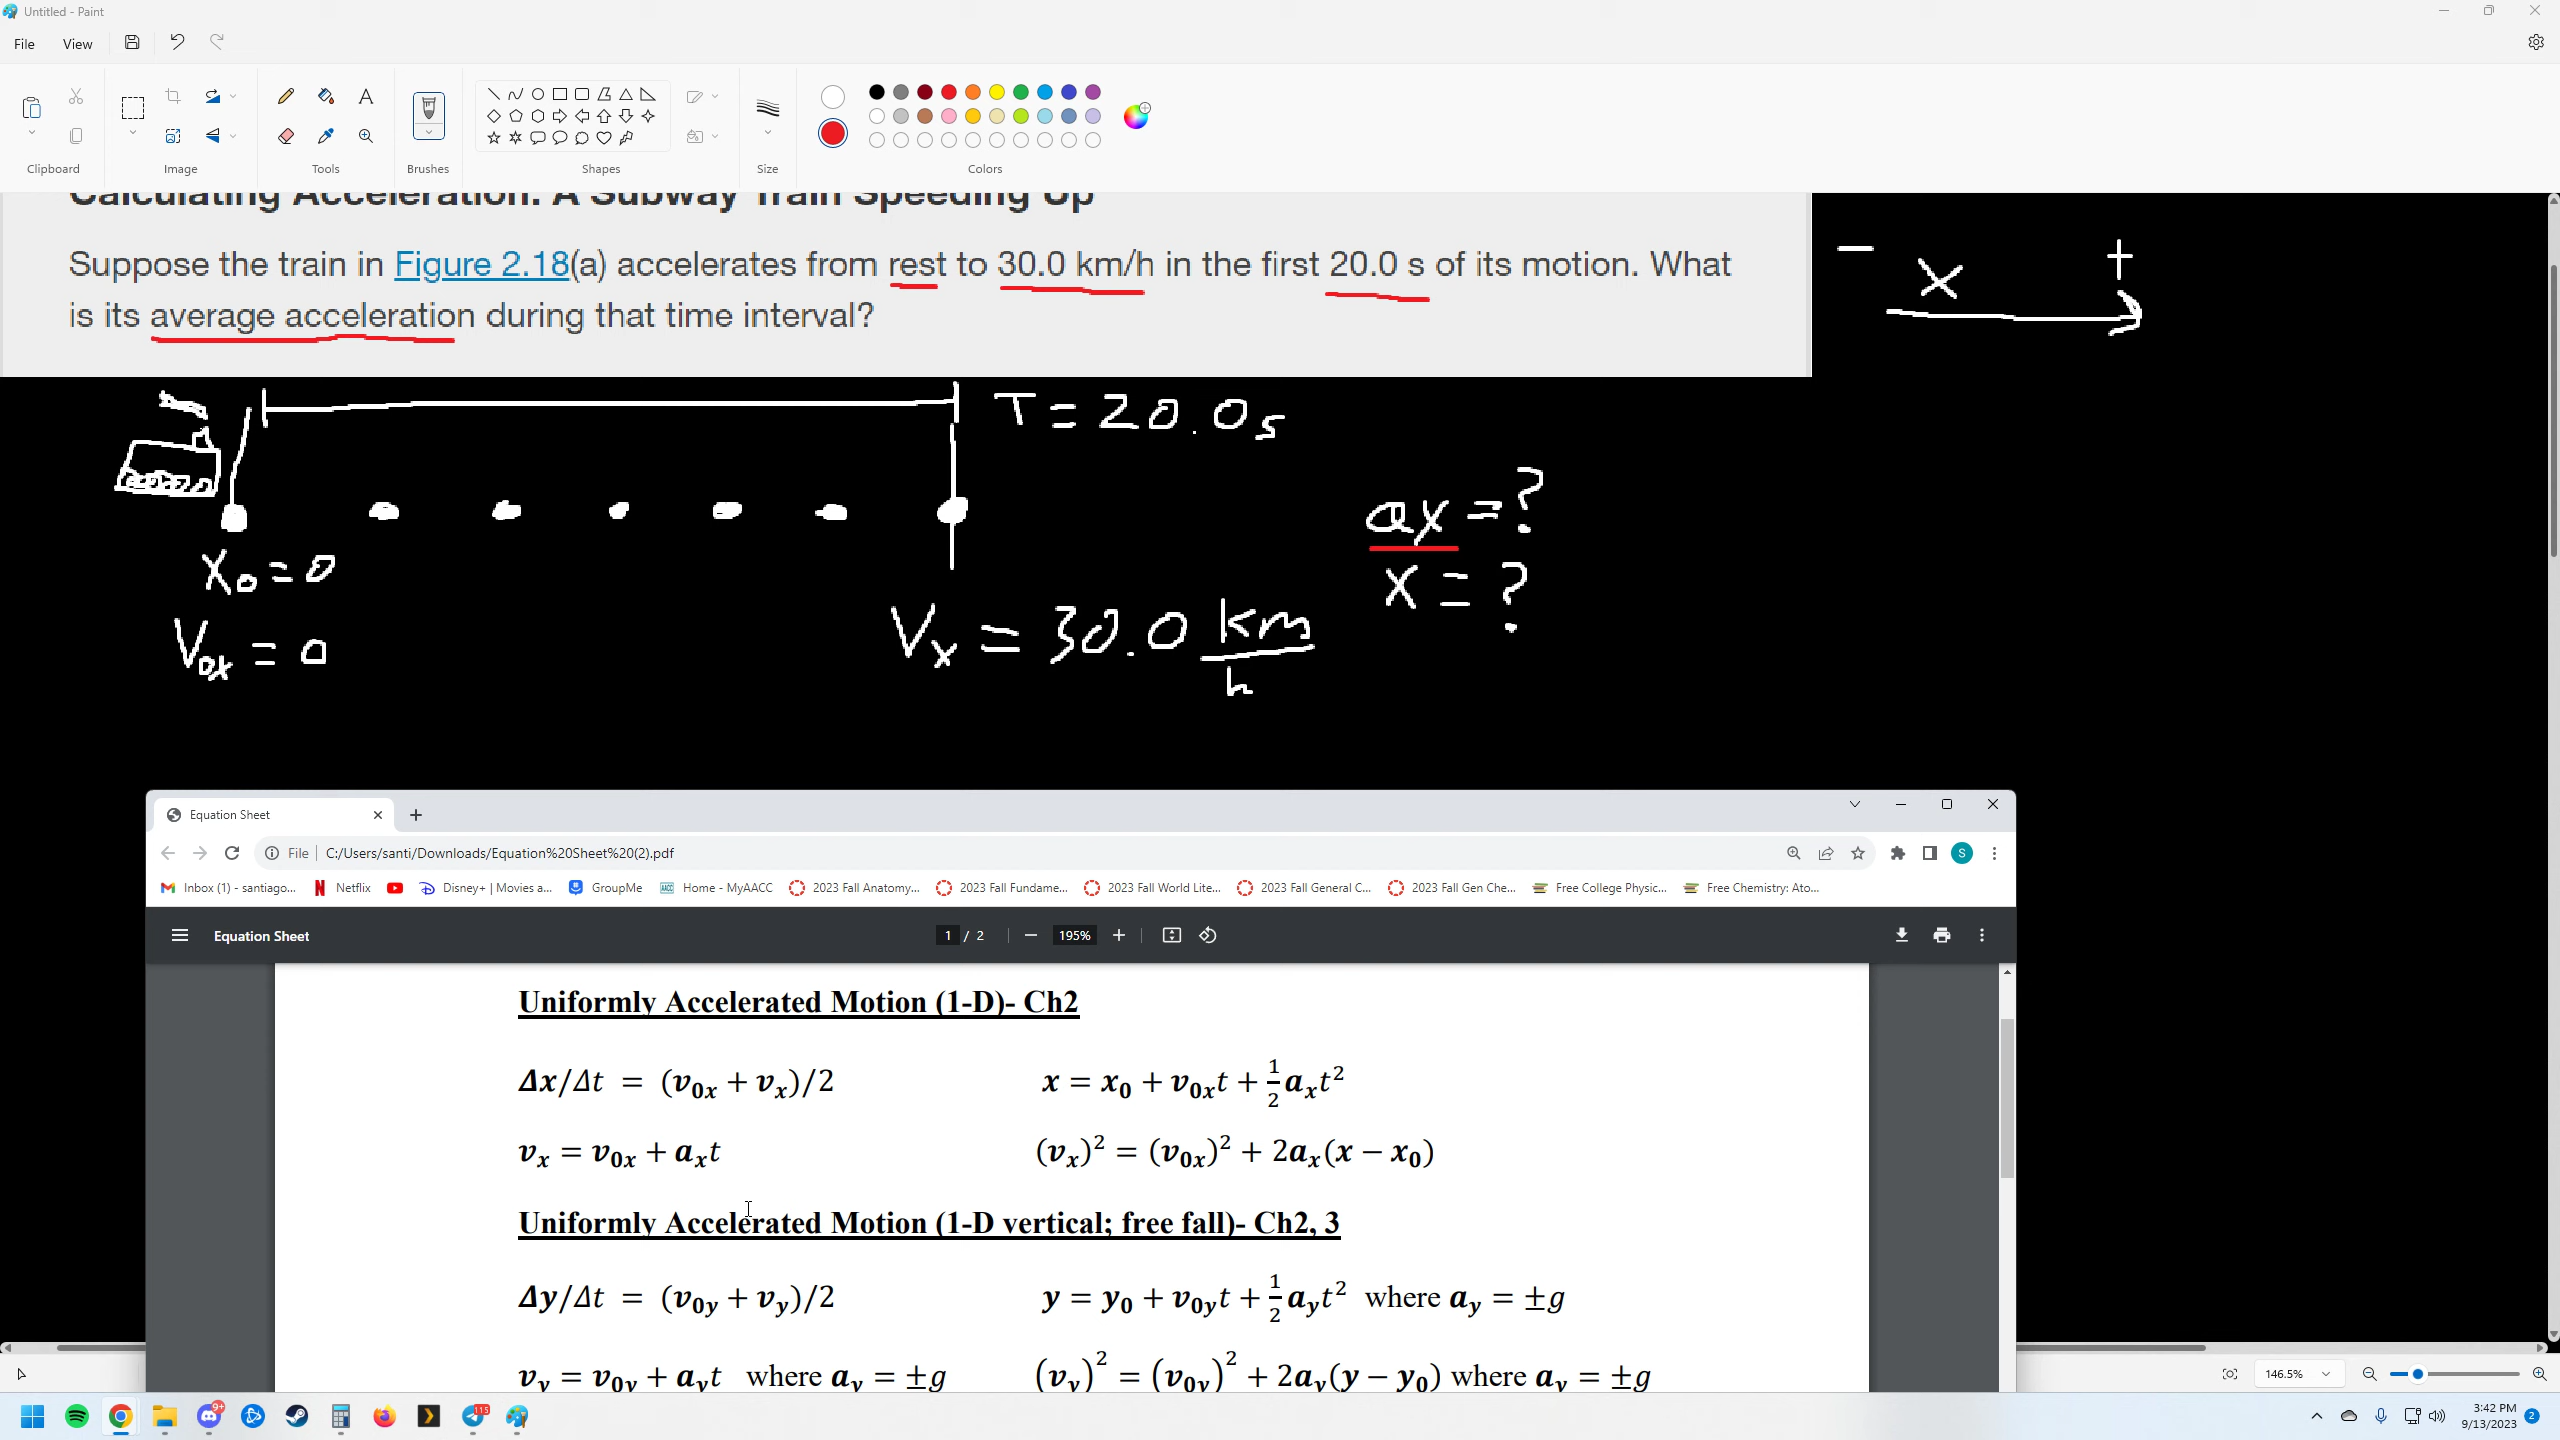 Untitled - Paint
File View
Clipboard Image Tools Brushes Shapes Size Colors
Calculating Acceleration: A Subway Train Speeding Up
Suppose the train in Figure 2.18(a) accelerates from rest to 30.0 km/h in the first 20.0 s of its motion. What
is its average acceleration during that time interval?
- x +
T = 20.0s
ax = ?
x = ?
X₀ = 0
V₀ₓ = 0
Vₓ = 30.0 km/h
Equation Sheet
File C:/Users/santi/Downloads/Equation%20Sheet%20(2).pdf
S
Inbox (1) - santiago... Netflix Disney+ | Movies a... GroupMe Home - MyAACC 2023 Fall Anatomy... 2023 Fall Fundame... 2023 Fall World Lite... 2023 Fall General C... 2023 Fall Gen Che... Free College Physic... Free Chemistry: Ato...
Equation Sheet 1 / 2 195%
Uniformly Accelerated Motion (1-D)- Ch2
Δx/Δt = (v₀ₓ + vₓ)/2 x = x₀ + v₀ₓt + ½aₓt²
vₓ = v₀ₓ + aₓt (vₓ)² = (v₀ₓ)² + 2aₓ(x − x₀)
Uniformly Accelerated Motion (1-D vertical; free fall)- Ch2, 3
Δy/Δt = (v₀y + vy)/2 y = y₀ + v₀yt + ½ayt² where ay = ±g
vy = v₀y + ayt where ay = ±g (vy)² = (v₀y)² + 2ay(y − y₀) where ay = ±g
146.5%
9+ 115
3:42 PM
9/13/2023 2